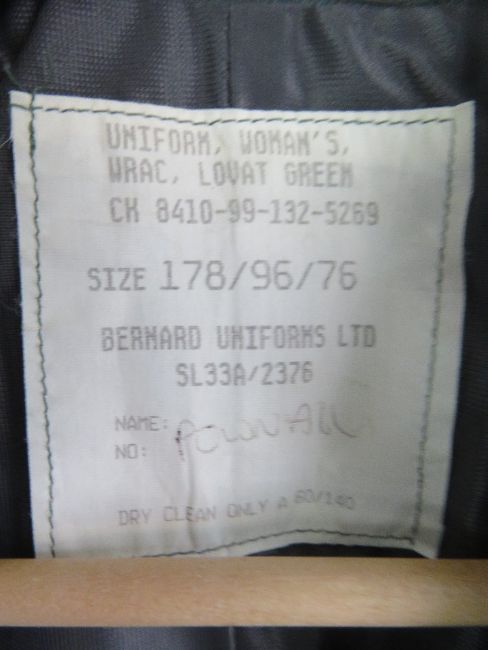 UNIFORM, WOMAN'S,
WRAC, LOVAT GREEN
CK 8410-99-132-5269
SIZE 178/96/76
BERNARD UNIFORMS LTD
SL33A/2376
NAME:
NO:
DRY CLEAN ONLY A 60/140